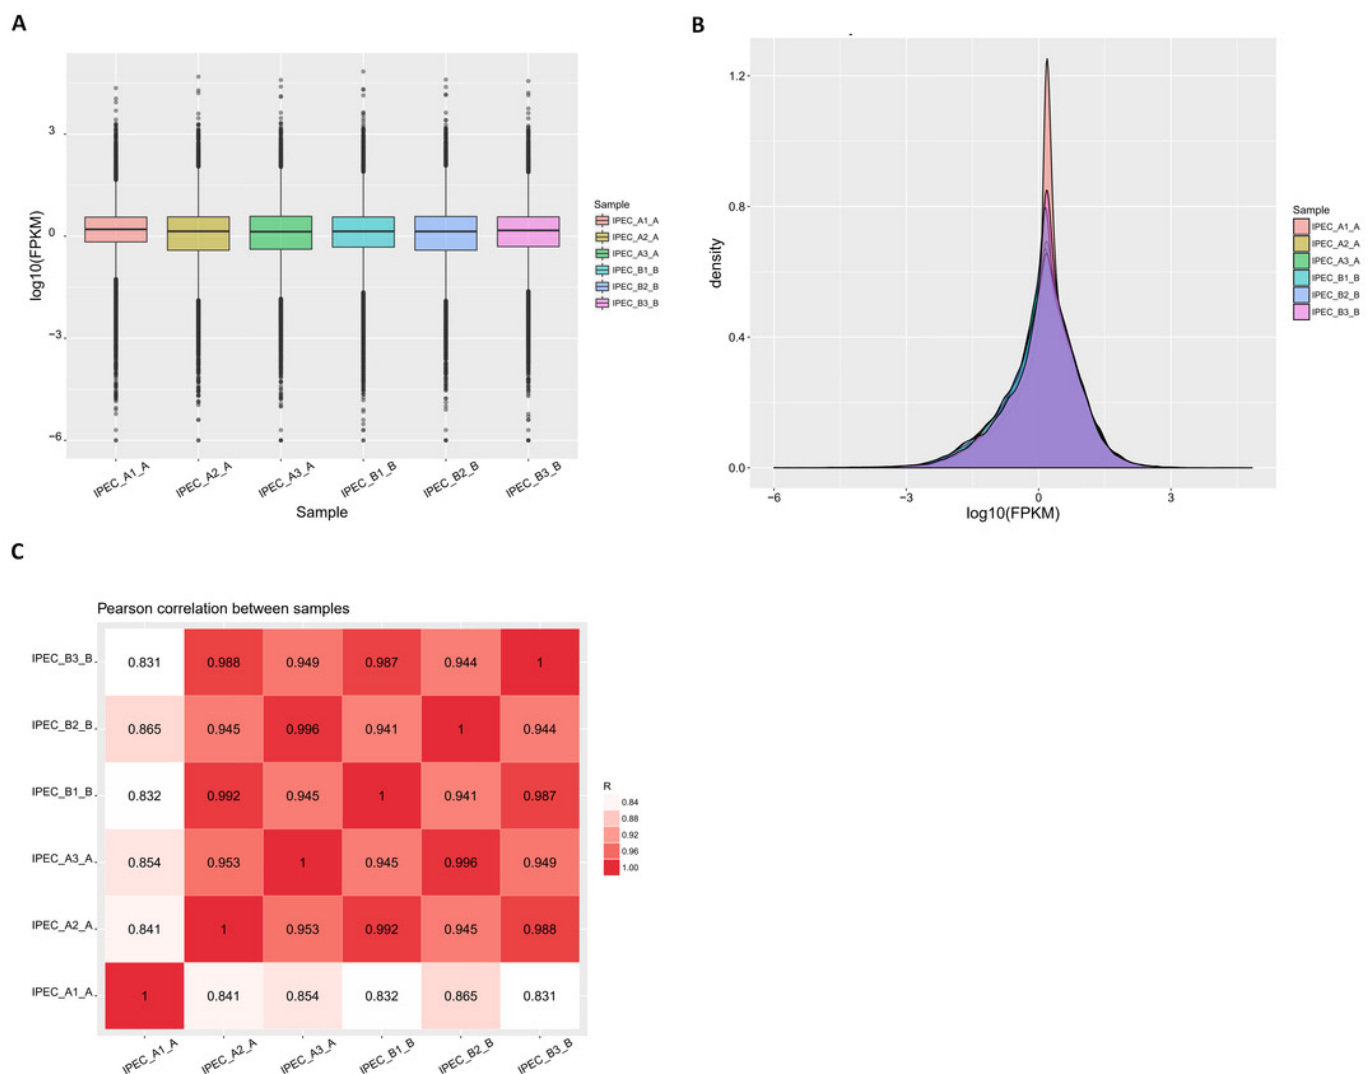 A
3
0
−3
−6
log10(FPKM)
IPEC_A1_A
IPEC_A2_A
IPEC_A3_A
IPEC_B1_B
IPEC_B2_B
IPEC_B3_B
Sample
Sample
IPEC_A1_A
IPEC_A2_A
IPEC_A3_A
IPEC_B1_B
IPEC_B2_B
IPEC_B3_B
B
1.2
0.8
0.4
0.0
density
−6
−3
0
3
log10(FPKM)
Sample
IPEC_A1_A
IPEC_A2_A
IPEC_A3_A
IPEC_B1_B
IPEC_B2_B
IPEC_B3_B
C
Pearson correlation between samples
IPEC_B3_B 0.831 0.988 0.949 0.987 0.944 1
IPEC_B2_B 0.865 0.945 0.996 0.941 1 0.944
IPEC_B1_B 0.832 0.992 0.945 1 0.941 0.987
IPEC_A3_A 0.854 0.953 1 0.945 0.996 0.949
IPEC_A2_A 0.841 1 0.953 0.992 0.945 0.988
IPEC_A1_A 1 0.841 0.854 0.832 0.865 0.831
IPEC_A1_A IPEC_A2_A IPEC_A3_A IPEC_B1_B IPEC_B2_B IPEC_B3_B
R
0.84
0.88
0.92
0.96
1.00